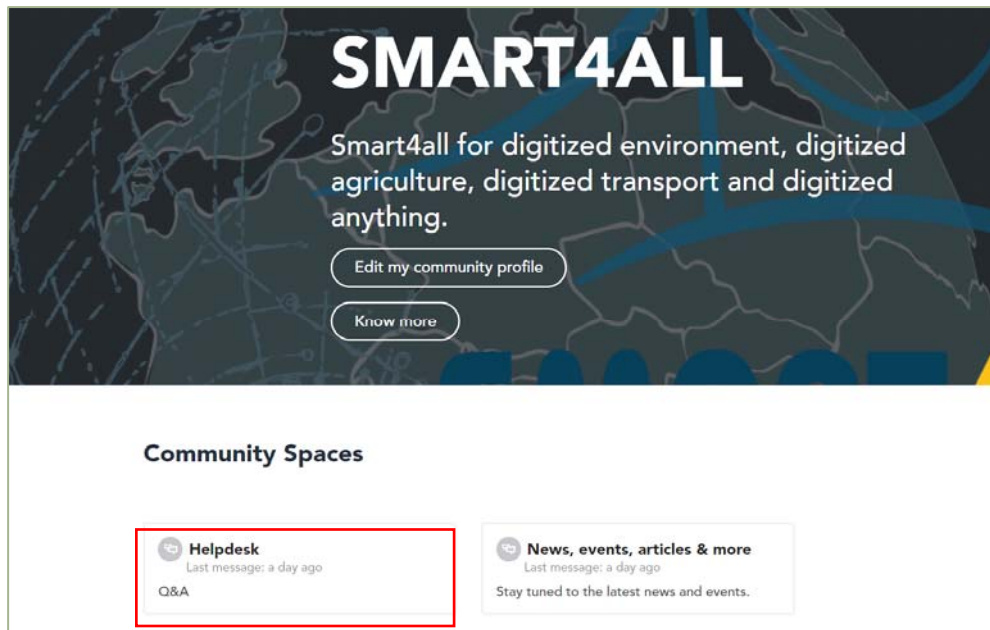 SMART4ALL
Smart4all for digitized environment, digitized
agriculture, digitized transport and digitized
anything.
Edit my community profile
Know more
Community Spaces
Helpdesk
Last message: a day ago
Q&A
News, events, articles & more
Last message: a day ago
Stay tuned to the latest news and events.